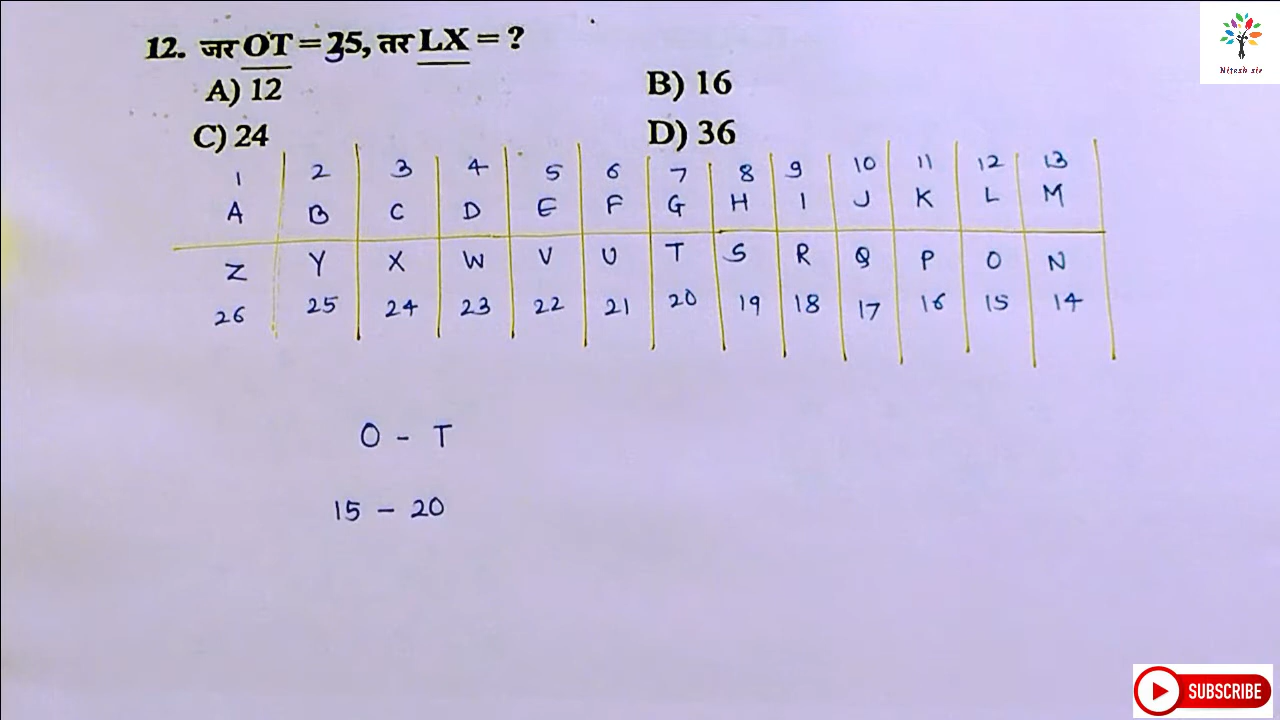 12. जर OT = 35, तर LX = ?
A) 12 B) 16
C) 24 D) 36
1 2 3 4 5 6 7 8 9 10 11 12 13
A B C D E F G H I J K L M
Z Y X W V U T S R Q P O N
26 25 24 23 22 21 20 19 18 17 16 15 14
O - T
15 - 20
Nitesh sir
SUBSCRIBE